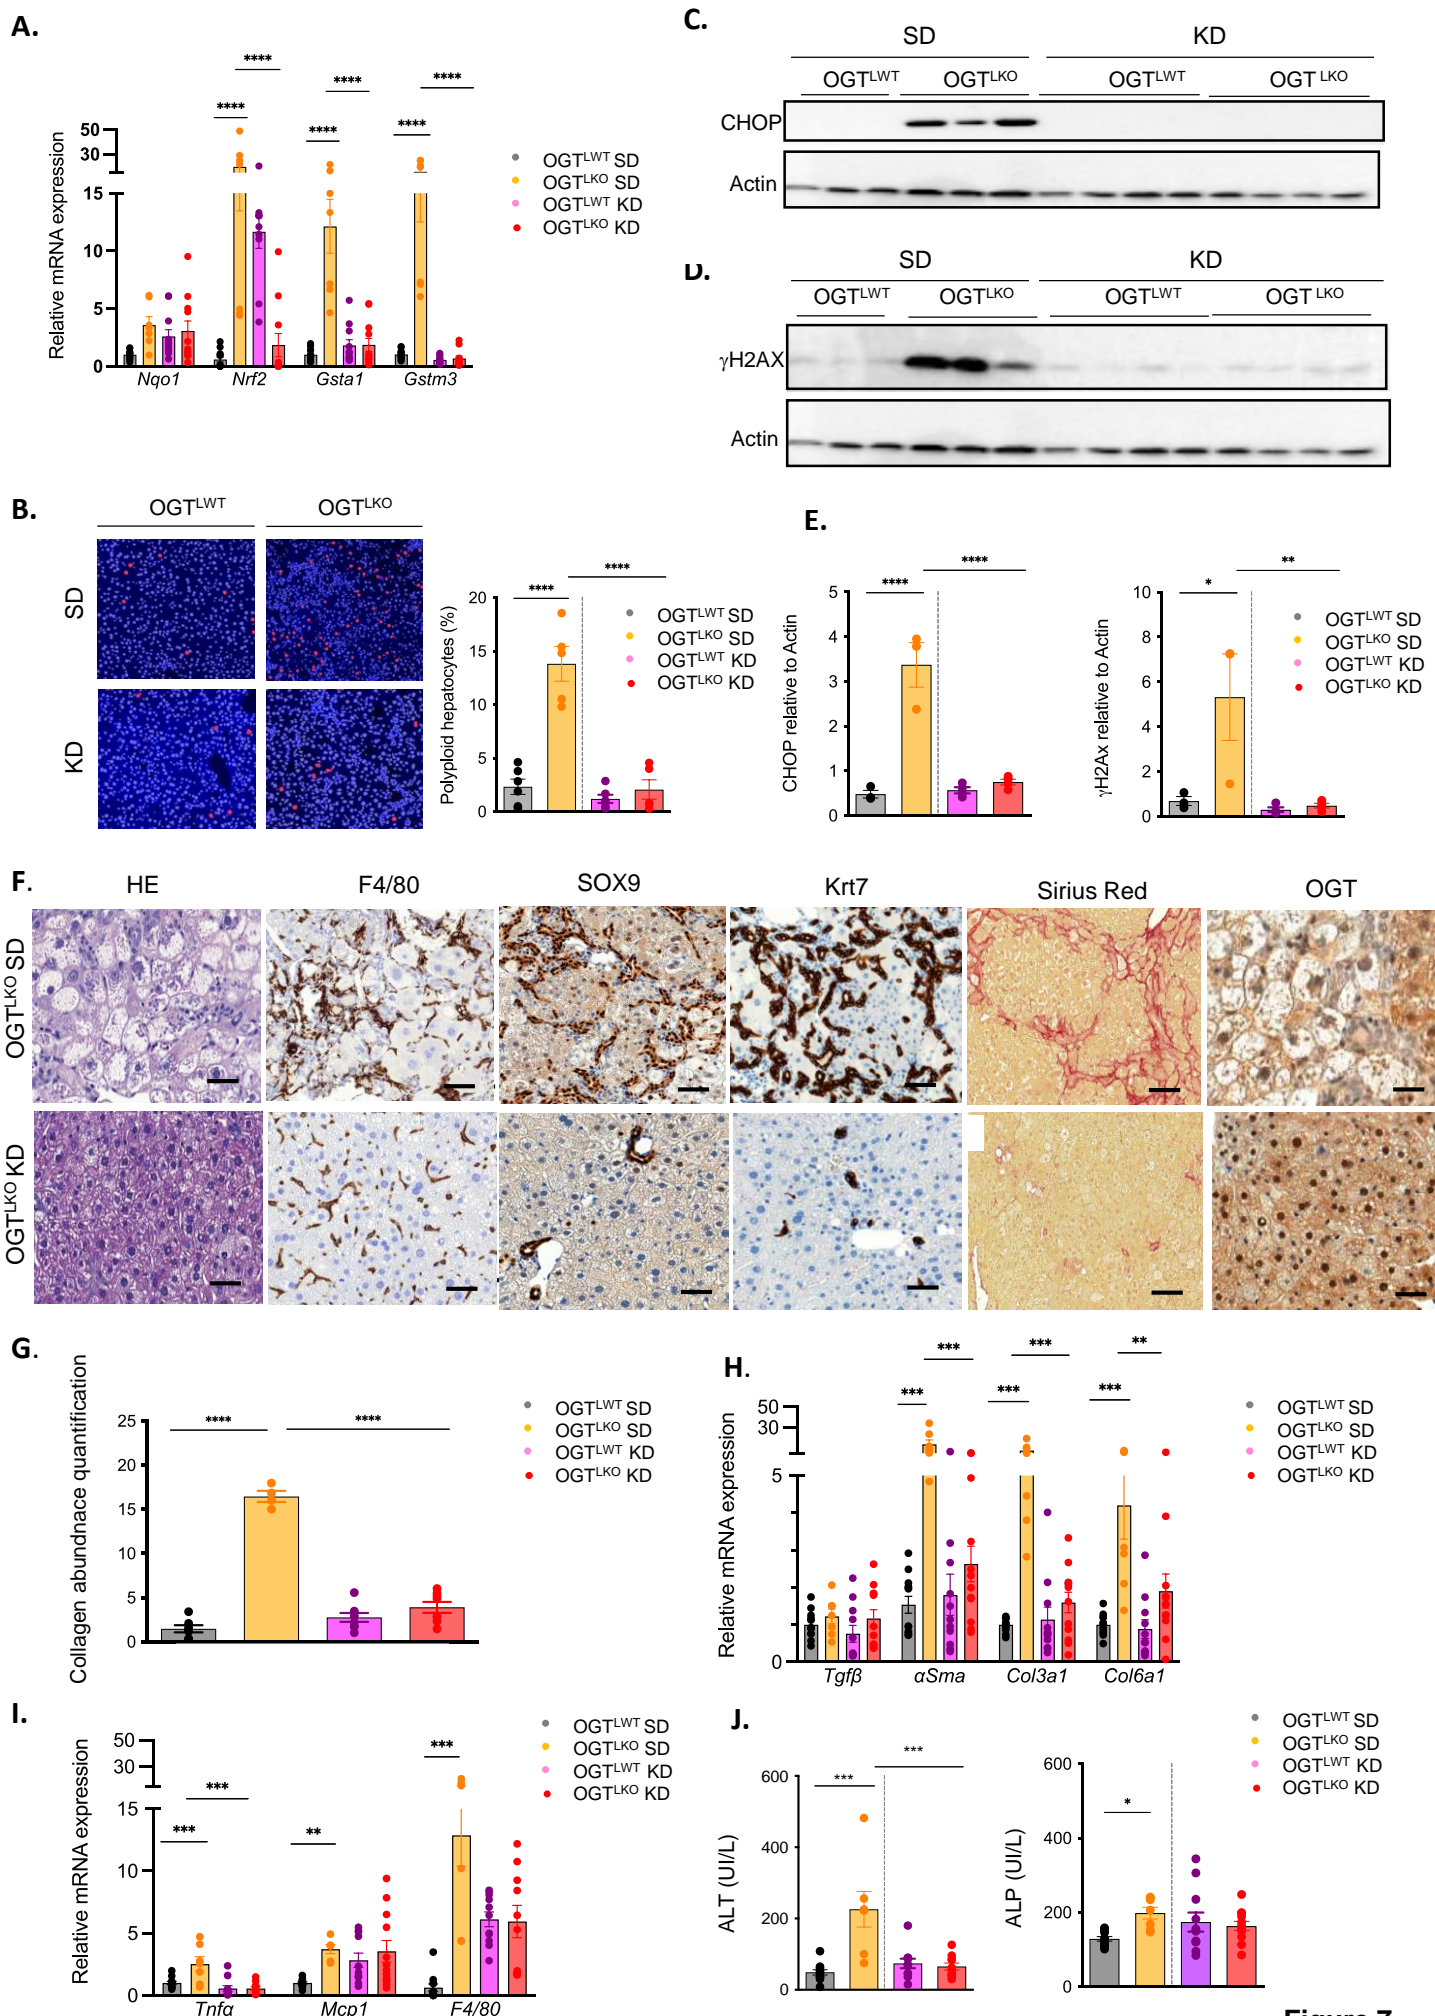 A.
Relative mRNA expression
50
30
15
10
5
0
****
****
****
****
****
****
Nqo1 Nrf2 Gsta1 Gstm3
OGTLWT SD
OGTLKO SD
OGTLWT KD
OGTLKO KD
C.
SD KD
OGTLWT OGTLKO OGTLWT OGT LKO
CHOP
Actin
D.
SD KD
OGTLWT OGTLKO OGTLWT OGT LKO
γH2AX
Actin
B.
OGTLWT OGTLKO
SD
KD
Polyploid hepatocytes (%)
20
15
10
5
0
****
****
OGTLWT SD
OGTLKO SD
OGTLWT KD
OGTLKO KD
E.
CHOP relative to Actin
5
4
3
2
1
0
****
****
γH2Ax relative to Actin
10
8
6
4
2
0
*
**
OGTLWT SD
OGTLKO SD
OGTLWT KD
OGTLKO KD
F.
HE F4/80 SOX9 Krt7 Sirius Red OGT
OGTLKO SD
OGTLKO KD
G.
Collagen abundnace quantification
25
20
15
10
5
0
****
****
OGTLWT SD
OGTLKO SD
OGTLWT KD
OGTLKO KD
H.
Relative mRNA expression
50
30
5
0
***
***
***
***
***
**
Tgfβ αSma Col3a1 Col6a1
OGTLWT SD
OGTLKO SD
OGTLWT KD
OGTLKO KD
I.
Relative mRNA expression
50
30
15
10
5
0
***
***
**
***
Tnfα Mcp1 F4/80
OGTLWT SD
OGTLKO SD
OGTLWT KD
OGTLKO KD
J.
ALT (UI/L)
600
400
200
0
***
***
ALP (UI/L)
600
400
200
0
*
OGTLWT SD
OGTLKO SD
OGTLWT KD
OGTLKO KD
Figure 7